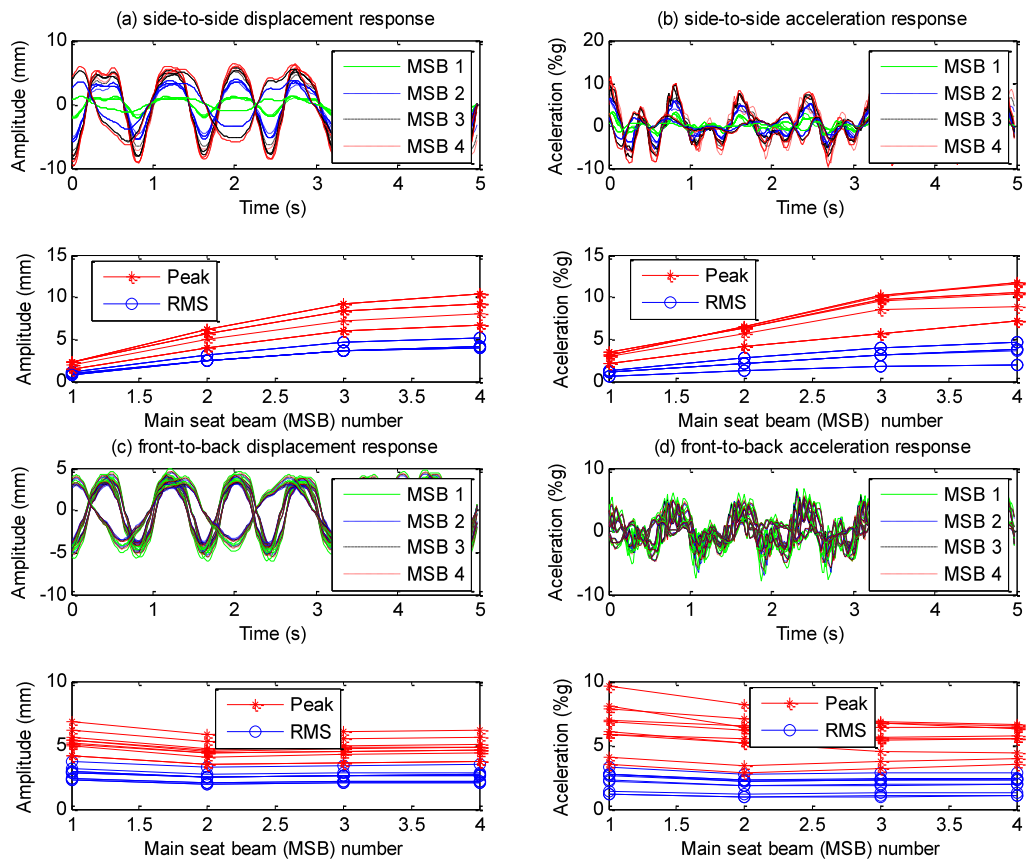 (a) side-to-side displacement response
Amplitude (mm)
10
0
-10
0 1 2 3 4 5
Time (s)
MSB 1
MSB 2
MSB 3
MSB 4
(b) side-to-side acceleration response
Aceleration (%g)
20
10
0
-10
0 1 2 3 4 5
Time (s)
MSB 1
MSB 2
MSB 3
MSB 4
Amplitude (mm)
15
10
5
0
1 1.5 2 2.5 3 3.5 4
Main seat beam (MSB) number
Peak
RMS
Aceleration (%g)
15
10
5
0
1 1.5 2 2.5 3 3.5 4
Main seat beam (MSB) number
Peak
RMS
(c) front-to-back displacement response
Amplitude (mm)
5
0
-5
-10
0 1 2 3 4 5
Time (s)
MSB 1
MSB 2
MSB 3
MSB 4
(d) front-to-back acceleration response
Aceleration (%g)
10
0
-10
0 1 2 3 4 5
Time (s)
MSB 1
MSB 2
MSB 3
MSB 4
Amplitude (mm)
10
5
0
1 1.5 2 2.5 3 3.5 4
Main seat beam (MSB) number
Peak
RMS
Aceleration (%g)
10
5
0
1 1.5 2 2.5 3 3.5 4
Main seat beam (MSB) number
Peak
RMS